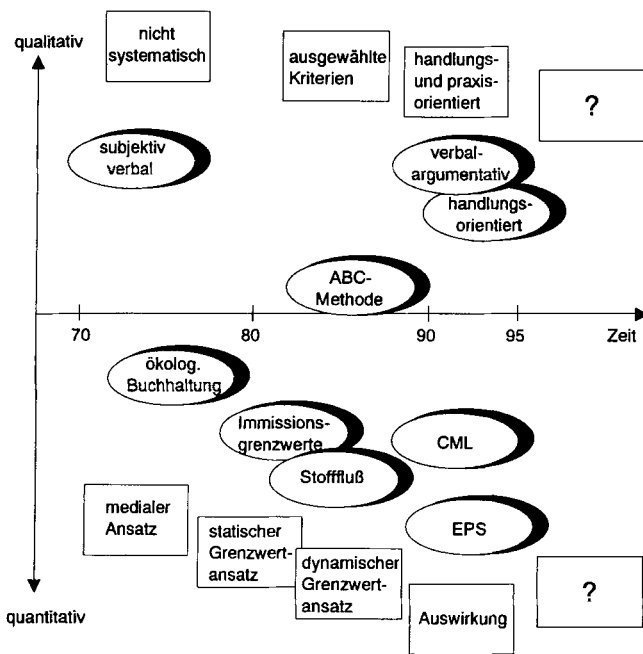 qualitativ
nicht
systematisch
ausgewählte
Kriterien
handlungs-
und praxis-
orientiert
?
subjektiv
verbal
verbal-
argumentativ
handlungs-
orientiert
ABC-
Methode
70
80
90
95
Zeit
ökolog.
Buchhaltung
Immissions-
grenzwerte
CML
Stofffluß
EPS
medialer
Ansatz
statischer
Grenzwert-
ansatz
dynamischer
Grenzwert-
ansatz
Auswirkung
?
quantitativ